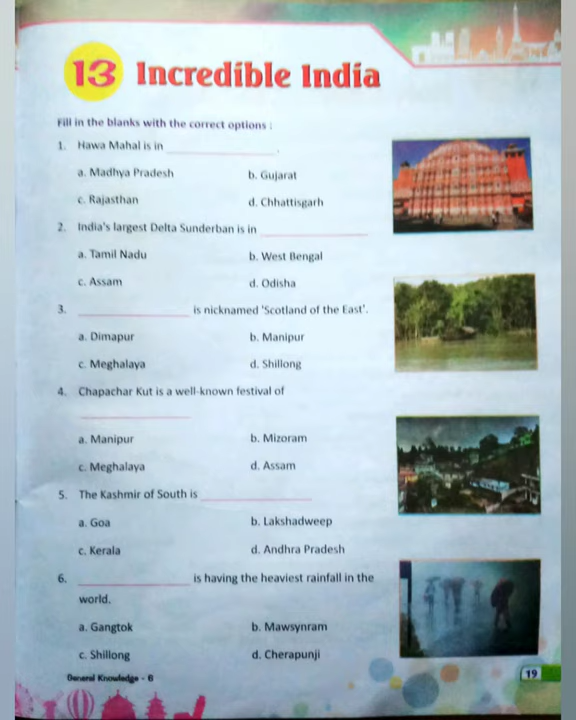 13 Incredible India
Fill in the blanks with the correct options :
1. Hawa Mahal is in ____________.
a. Madhya Pradesh b. Gujarat
c. Rajasthan d. Chhattisgarh
2. India's largest Delta Sunderban is in ____________
a. Tamil Nadu b. West Bengal
c. Assam d. Odisha
3. ____________ is nicknamed 'Scotland of the East'.
a. Dimapur b. Manipur
c. Meghalaya d. Shillong
4. Chapachar Kut is a well-known festival of
____________
a. Manipur b. Mizoram
c. Meghalaya d. Assam
5. The Kashmir of South is ____________
a. Goa b. Lakshadweep
c. Kerala d. Andhra Pradesh
6. ____________ is having the heaviest rainfall in the
world.
a. Gangtok b. Mawsynram
c. Shillong d. Cherapunji
General Knowledge - 6
19